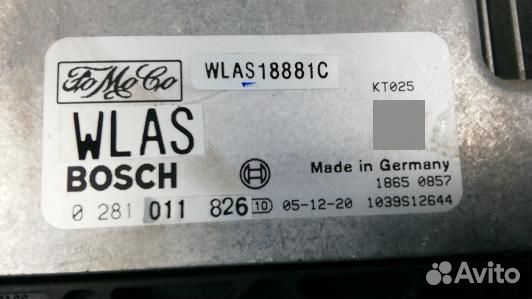 FoMoCo
WLAS18881C
KT025
WLAS
BOSCH
Made in Germany
1865 0857
0 281 011 826 10 05-12-20 1039S12644
Avito